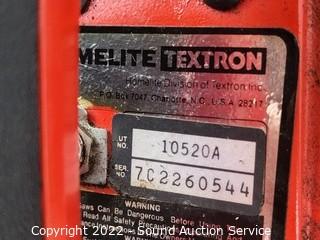 MELITE TEXTRON
Homelite Division of Textron Inc.
P.O. Box 7047, Charlotte, N.C., U.S.A. 28217
UT
NO. 10520A
SER.
NO. 7C2260544
WARNING
Saws Can be Dangerous
Read All Safety Precautions
Copyright 2022 - Sound Auction Service